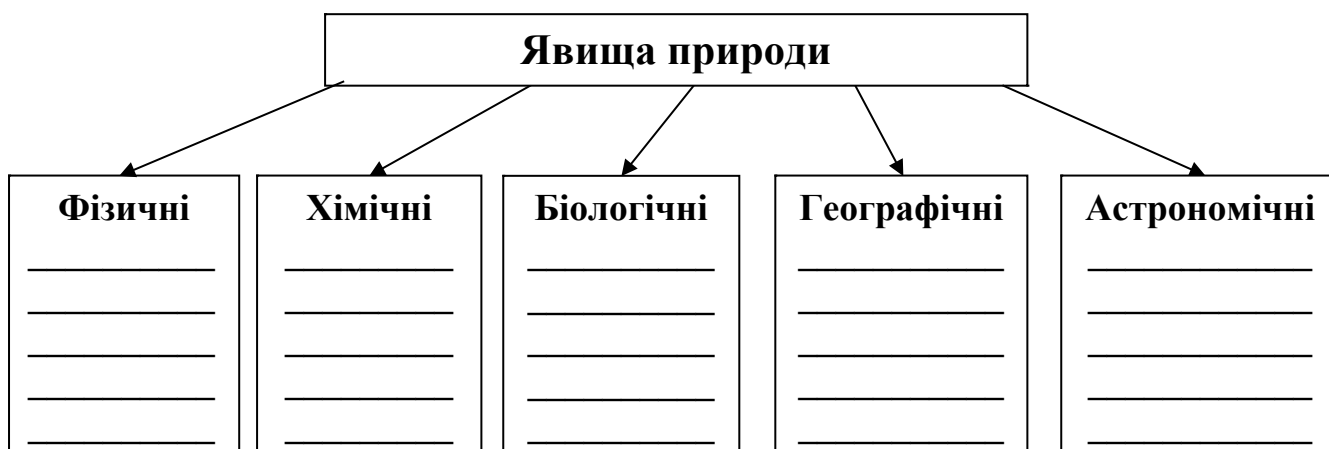 Явища природи
Фізичні
Хімічні
Біологічні
Географічні
Астрономічні